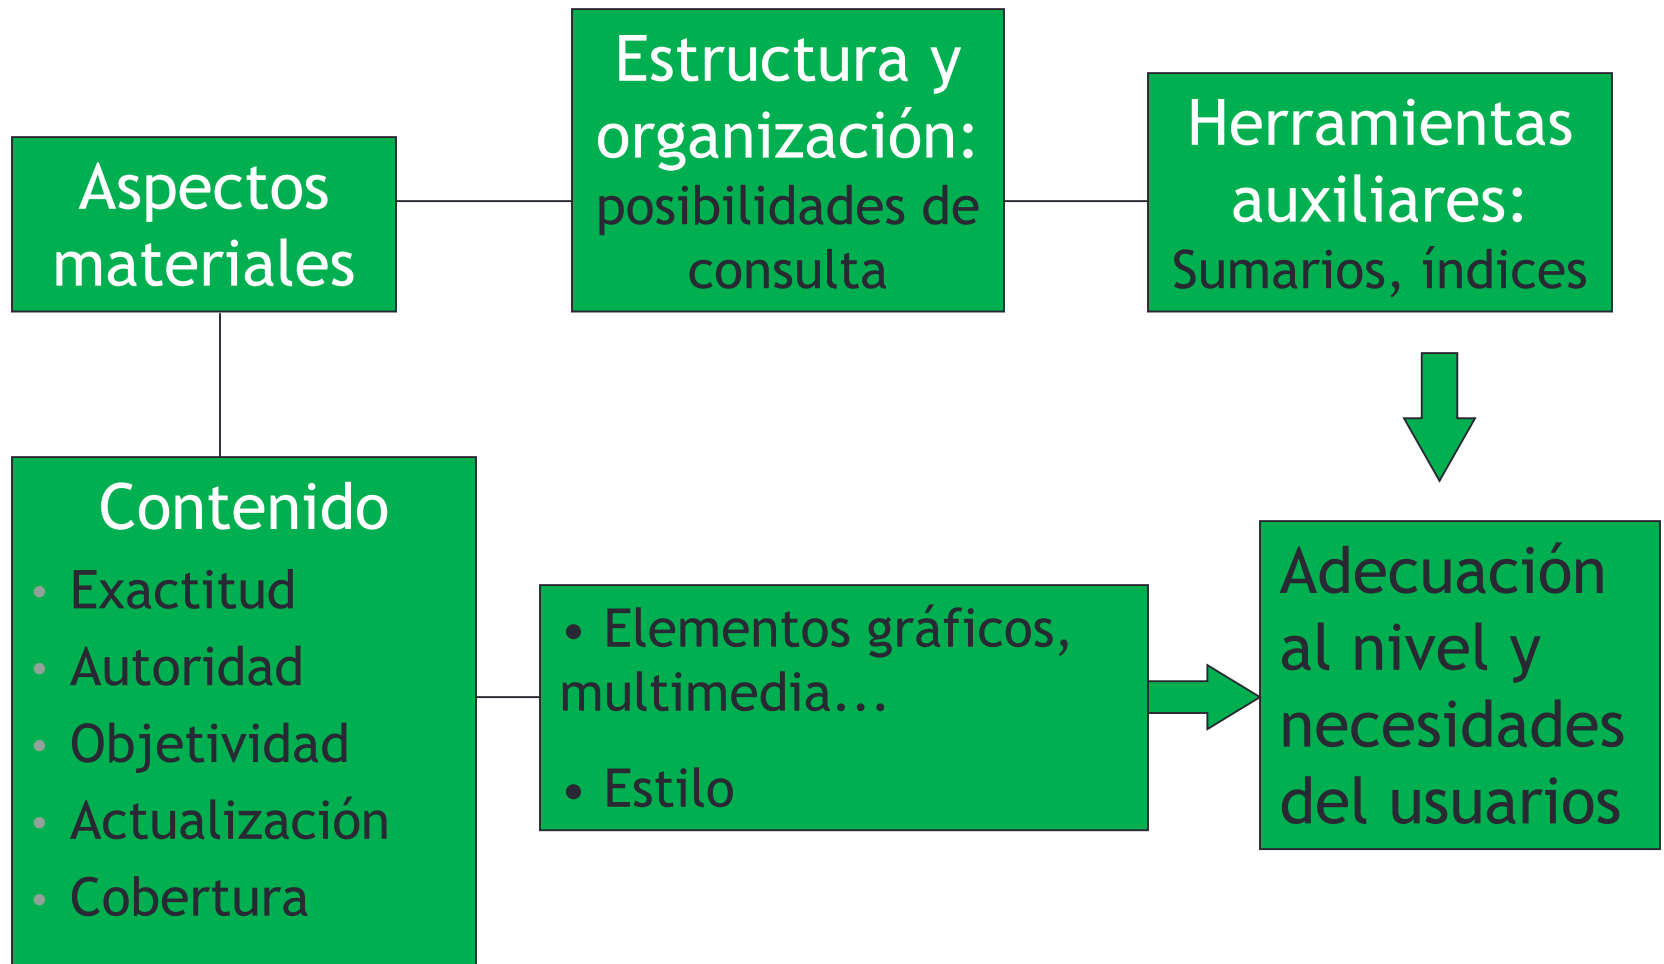 Aspectos
materiales
Estructura y
organización:
posibilidades de
consulta
Herramientas
auxiliares:
Sumarios, índices
Contenido
• Exactitud
• Autoridad
• Objetividad
• Actualización
• Cobertura
• Elementos gráficos,
multimedia...
• Estilo
Adecuación
al nivel y
necesidades
del usuarios